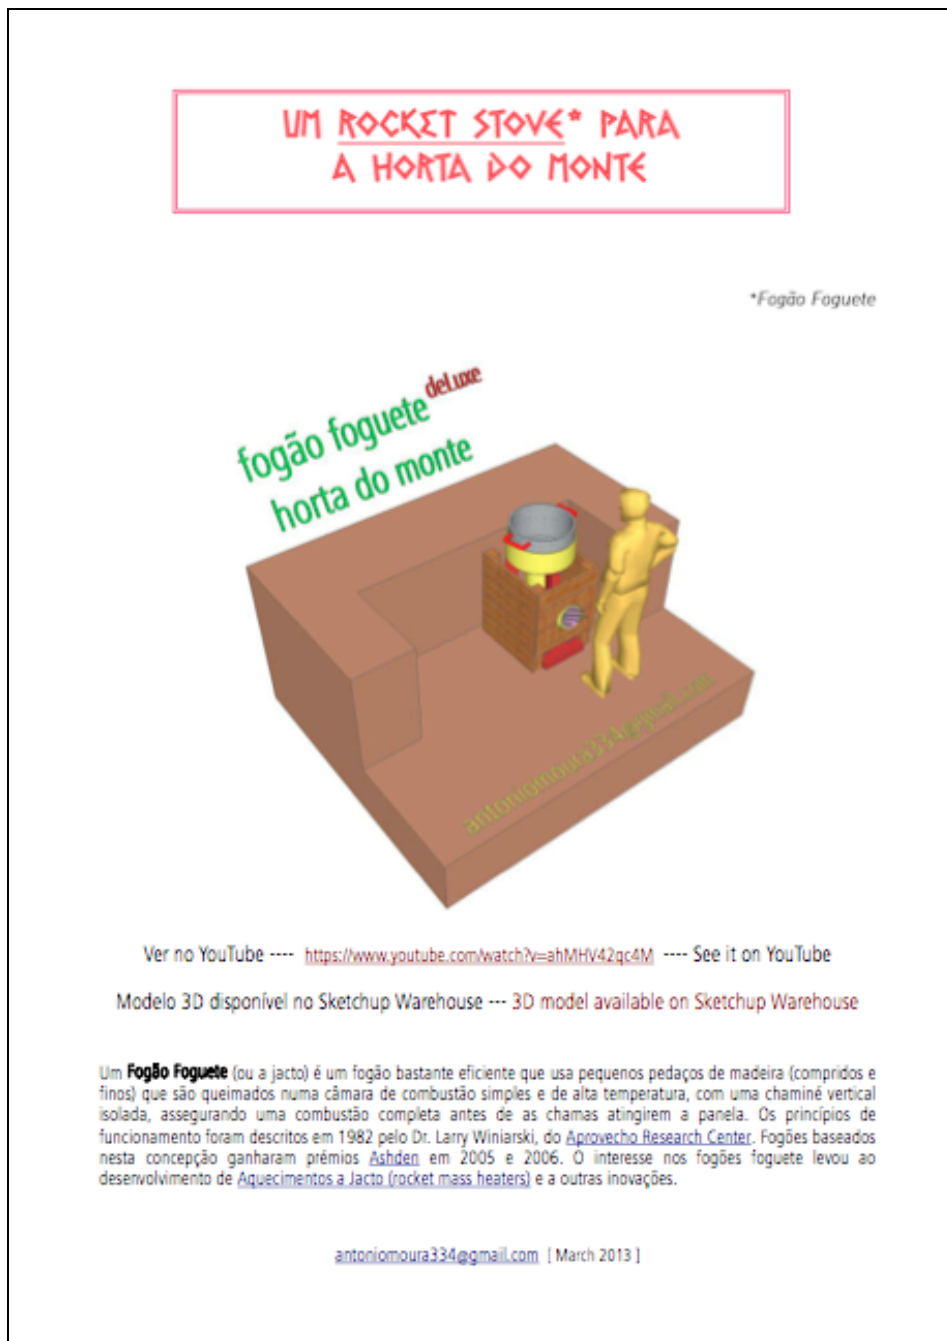 UM ROCKET STOVE* PARA
A HORTA DO MONTE
*Fogão Foguete
fogão foguete deLuxe
horta do monte
antoniomoura334@gmail.com
Ver no YouTube ---- https://www.youtube.com/watch?v=ahMHV42qc4M ---- See it on YouTube
Modelo 3D disponível no Sketchup Warehouse --- 3D model available on Sketchup Warehouse
Um Fogão Foguete (ou a jacto) é um fogão bastante eficiente que usa pequenos pedaços de madeira (compridos e
finos) que são queimados numa câmara de combustão simples e de alta temperatura, com uma chaminé vertical
isolada, assegurando uma combustão completa antes de as chamas atingirem a panela. Os princípios de
funcionamento foram descritos em 1982 pelo Dr. Larry Winiarski, do Aprovecho Research Center. Fogões baseados
nesta concepção ganharam prémios Ashden em 2005 e 2006. O interesse nos fogões foguete levou ao
desenvolvimento de Aquecimentos a Jacto (rocket mass heaters) e a outras inovações.
antoniomoura334@gmail.com [ March 2013 ]